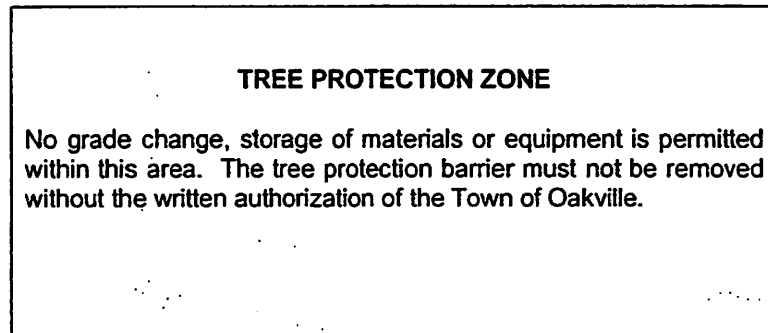 TREE PROTECTION ZONE
No grade change, storage of materials or equipment is permitted
within this area. The tree protection barrier must not be removed
without the written authorization of the Town of Oakville.